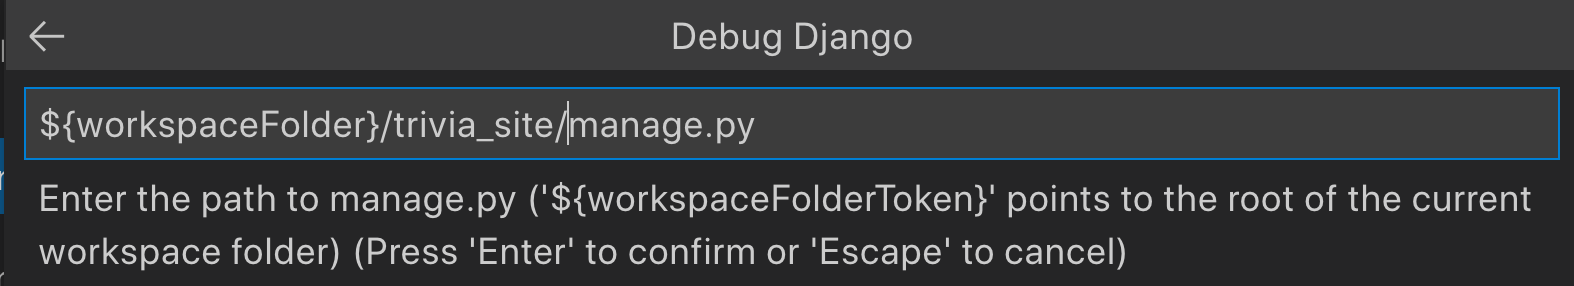 Debug Django
${workspaceFolder}/trivia_site/manage.py
Enter the path to manage.py ('${workspaceFolderToken}' points to the root of the current
workspace folder) (Press 'Enter' to confirm or 'Escape' to cancel)